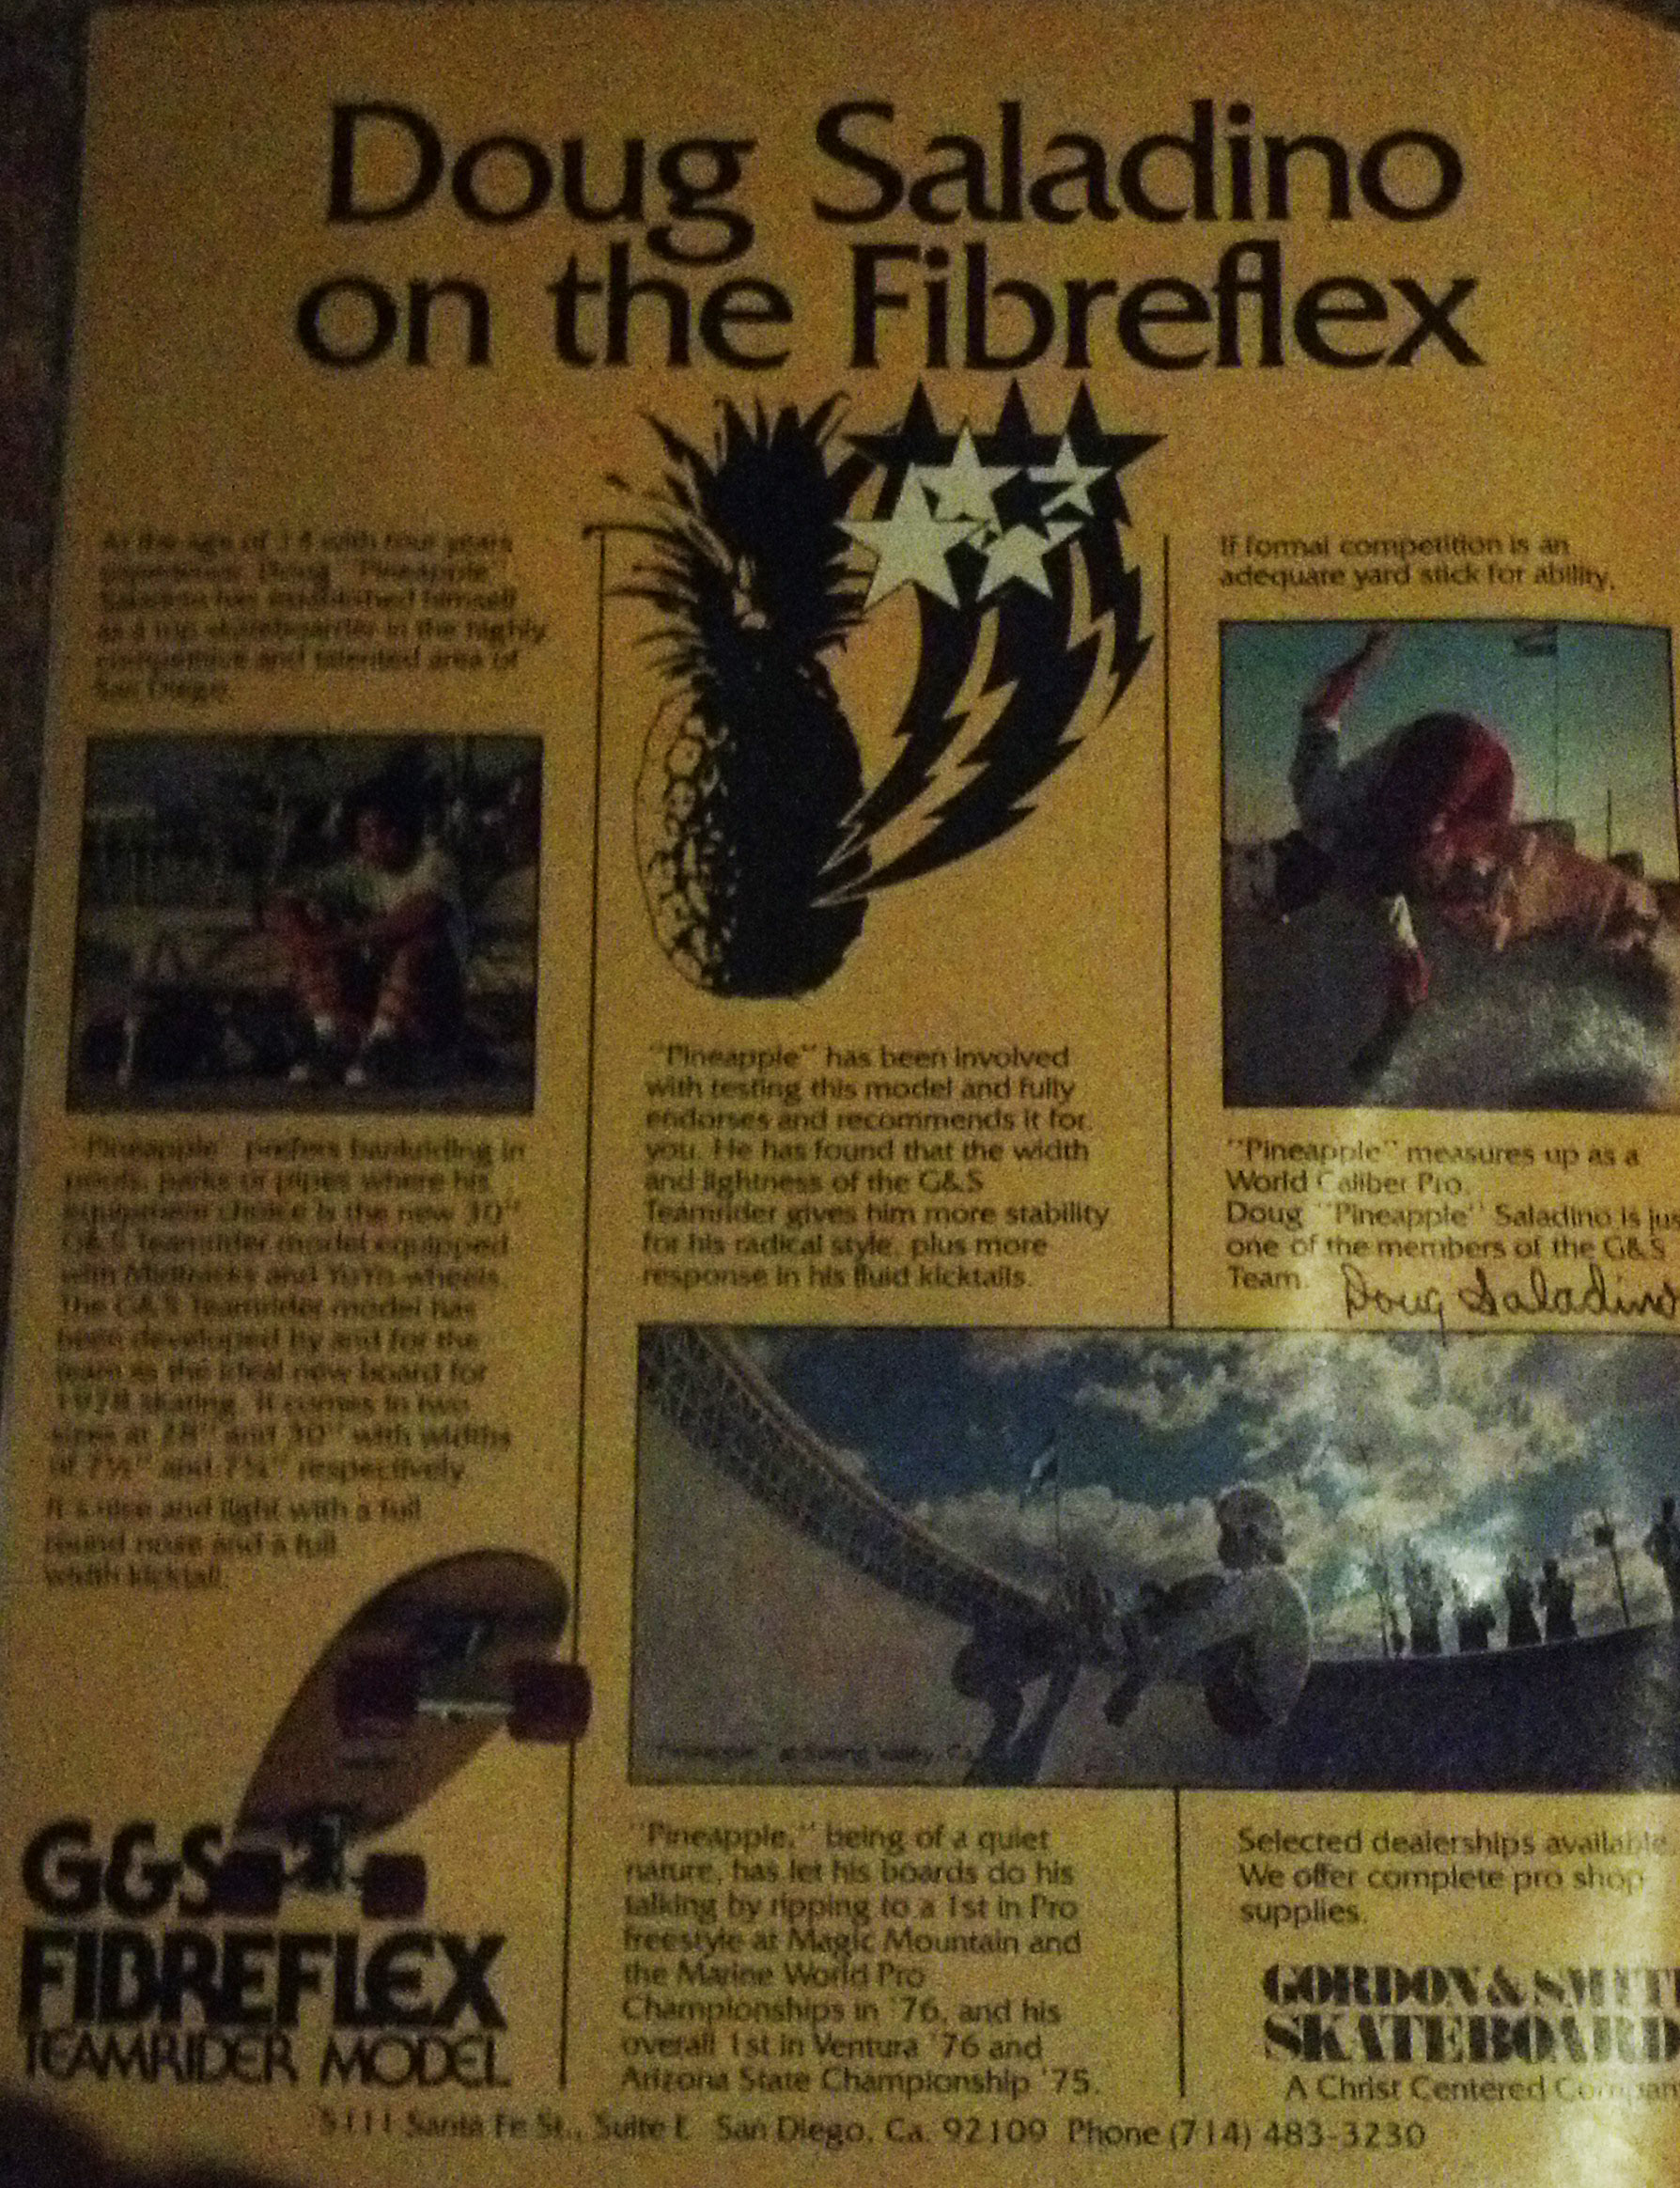 Doug Saladino
on the Fibreflex
At the age of 14 with four years
experience Doug "Pineapple"
Saladino has established himself
as a top skateboarder in the highly
competitive and talented area of
San Diego.
"Pineapple" prefers bankriding in
pools, parks or pipes where his
equipment choice is the new 30"
G&S Teamrider model equipped
with Midtracks and YoYo wheels.
The G&S Teamrider model has
been developed by and for the
team as the ideal new board for
1978 skating. It comes in two
sizes at 28" and 30" with widths
of 7½" and 7¾" respectively.
It's nice and light with a full
round nose and a full
width kicktail.
G&S
FIBREFLEX
TEAMRIDER MODEL
"Pineapple" has been involved
with testing this model and fully
endorses and recommends it for
you. He has found that the width
and lightness of the G&S
Teamrider gives him more stability
for his radical style, plus more
response in his fluid kicktails.
If formal competition is an
adequare yard stick for ability,
"Pineapple" measures up as a
World Caliber Pro.
Doug "Pineapple" Saladino is jus
one of the members of the G&S
Team.
Doug Saladino
"Pineapple" at Spring Valley, Ca.
"Pineapple," being of a quiet
nature, has let his boards do his
talking by ripping to a 1st in Pro
freestyle at Magic Mountain and
the Marine World Pro
Championships in '76, and his
overall 1st in Ventura '76 and
Arizona State Championship '75.
Selected dealerships available.
We offer complete pro shop
supplies.
GORDON & SMIT
SKATEBOARD
A Christ Centered Compan
5111 Santa Fe St., Suite E San Diego, Ca. 92109 Phone (714) 483-3230